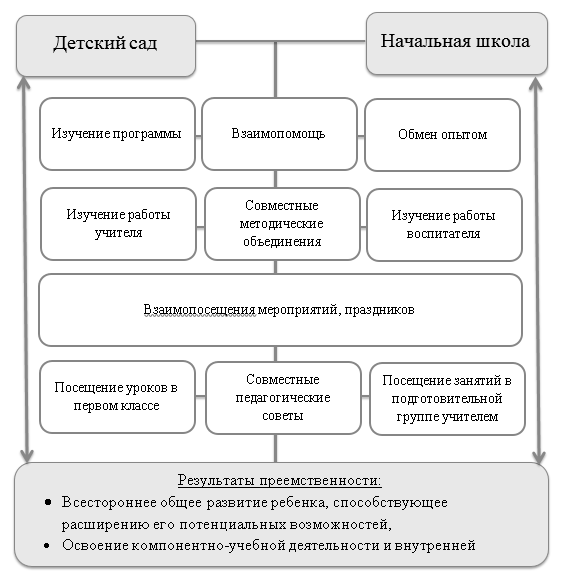 Детский сад
Начальная школа
Изучение программы
Взаимопомощь
Обмен опытом
Изучение работы
учителя
Совместные
методические
объединения
Изучение работы
воспитателя
Взаимопосещения мероприятий, праздников
Посещение уроков в
первом классе
Совместные
педагогические
советы
Посещение занятий в
подготовительной
группе учителем
Результаты преемственности:
• Всестороннее общее развитие ребенка, способствующее
расширению его потенциальных возможностей,
• Освоение компонентно-учебной деятельности и внутренней